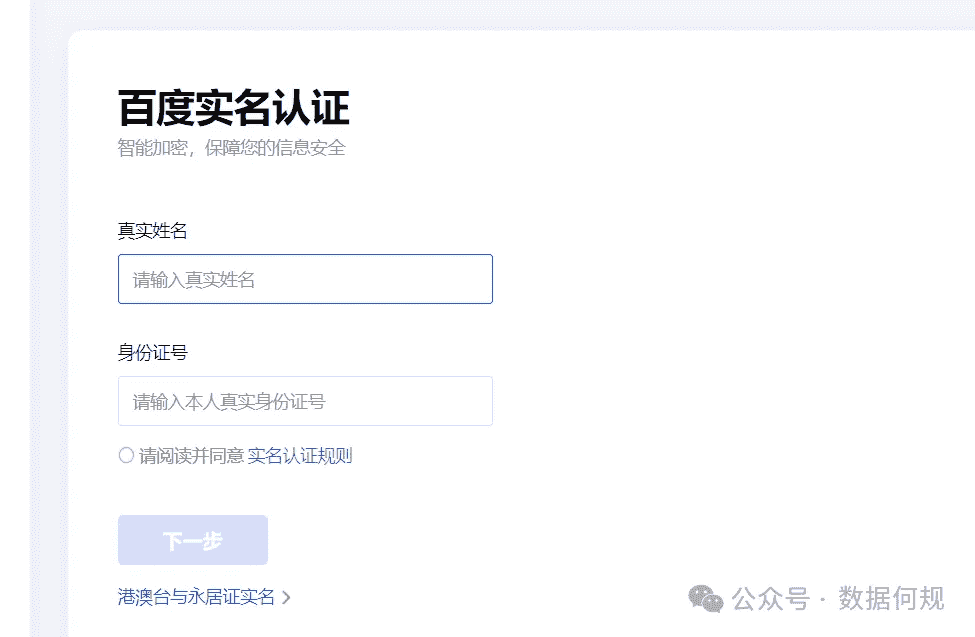 百度实名认证
智能加密，保障您的信息安全
真实姓名
请输入真实姓名
身份证号
请输入本人真实身份证号
请阅读并同意 实名认证规则
下一步
港澳台与永居证实名
公众号 · 数据何规